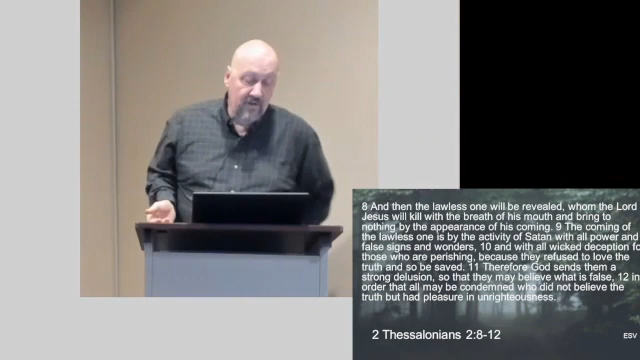 8 And then the lawless one will be revealed, whom the Lord
Jesus will kill with the breath of his mouth and bring to
nothing by the appearance of his coming. 9 The coming of
the lawless one is by the activity of Satan with all power and
false signs and wonders, 10 and with all wicked deception fo
those who are perishing, because they refused to love the
truth and so be saved. 11 Therefore God sends them a
strong delusion, so that they may believe what is false, 12 in
order that all may be condemned who did not believe the
truth but had pleasure in unrighteousness.
2 Thessalonians 2:8-12
ESV